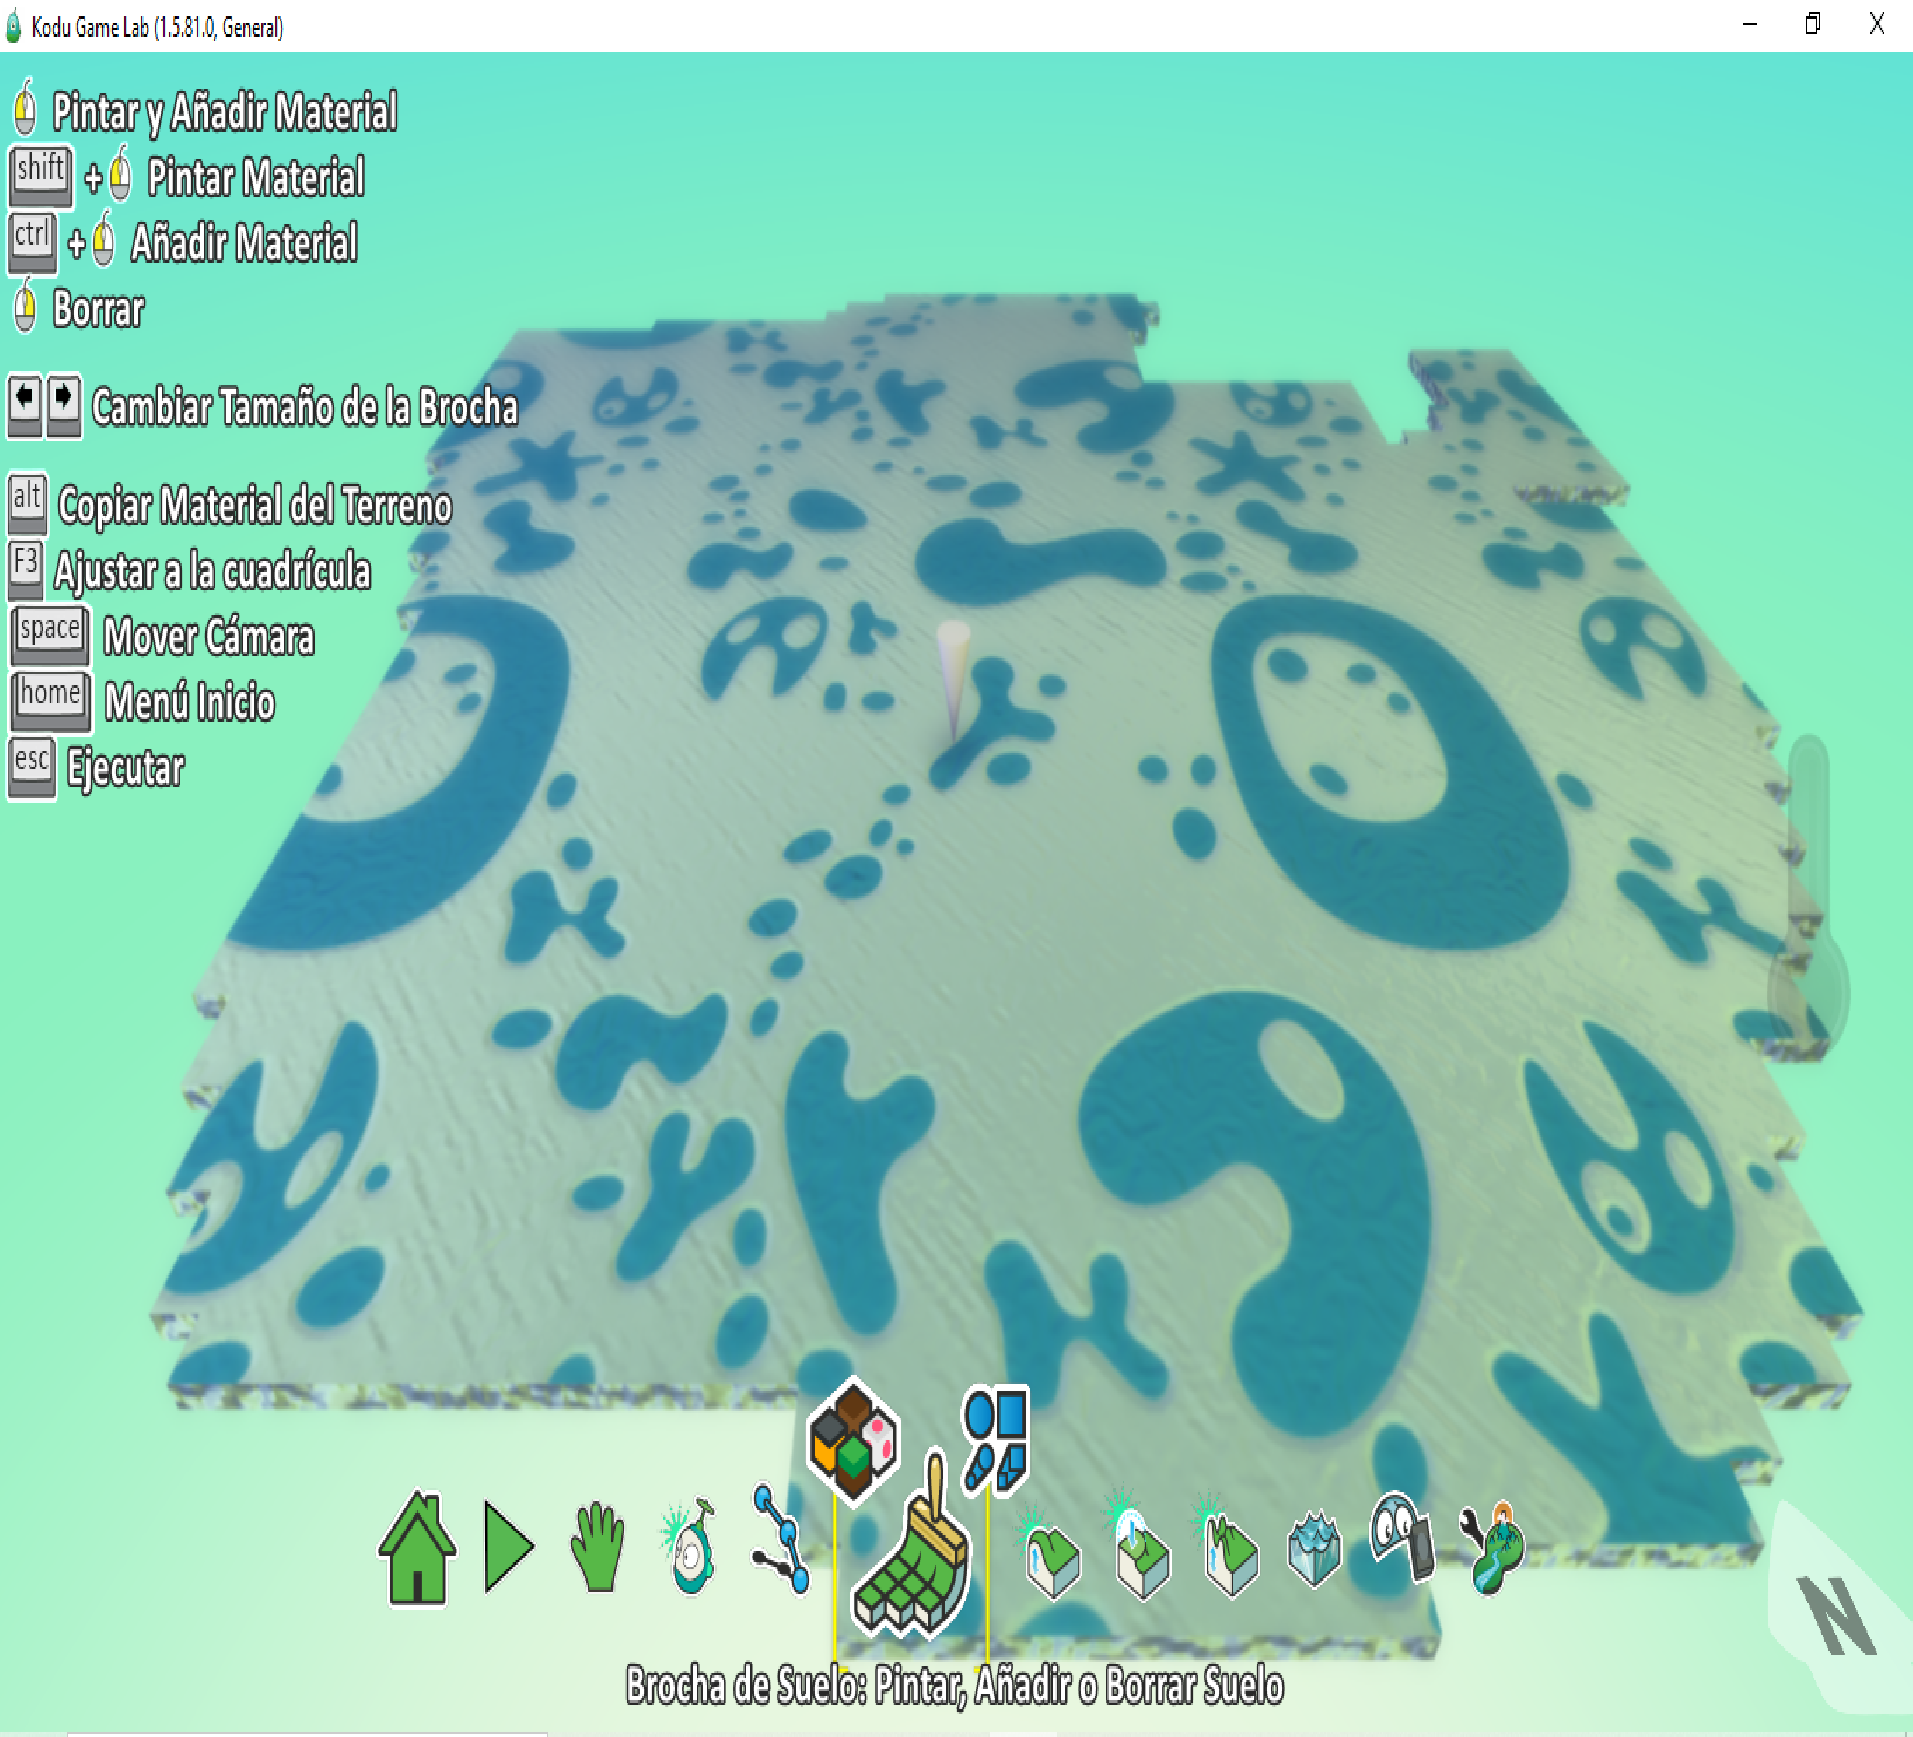 Kodu Game Lab (1.5.81.0, General)
Pintar y Añadir Material
shift + Pintar Material
ctrl + Añadir Material
Borrar
Cambiar Tamaño de la Brocha
alt Copiar Material del Terreno
F3 Ajustar a la cuadrícula
space Mover Cámara
home Menú Inicio
esc Ejecutar
N
Brocha de Suelo: Pintar, Añadir o Borrar Suelo